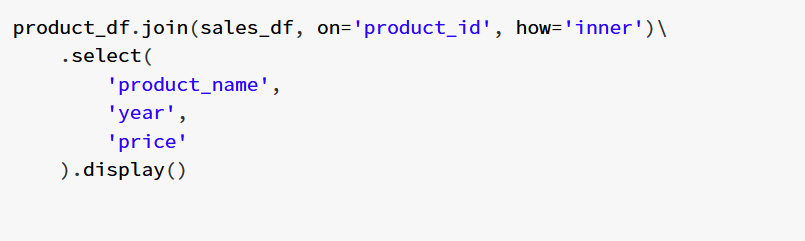 product_df.join(sales_df, on='product_id', how='inner')\
    .select(
        'product_name',
        'year',
        'price'
    ).display()